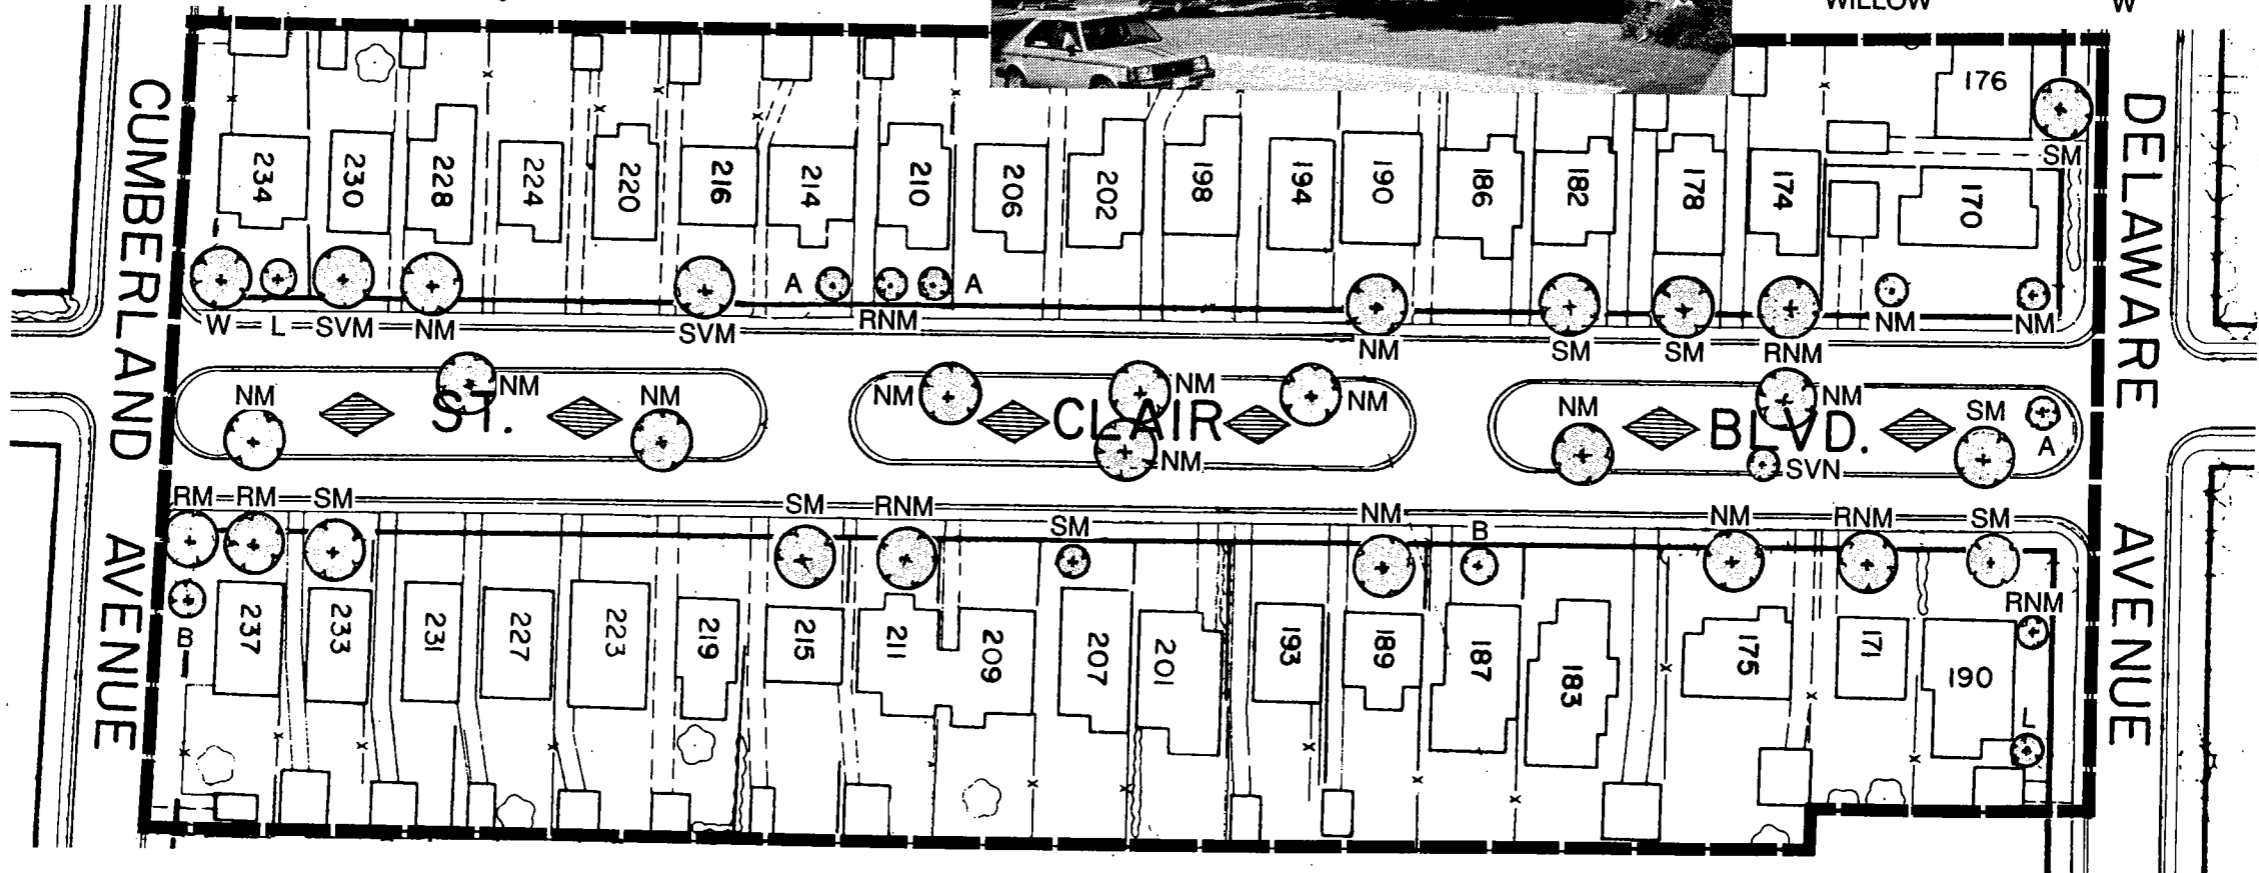 WILLOW W
176
SM
CUMBERLAND AVENUE
DELAWARE AVENUE
234 230 228 224 220 216 214 210 206 202 198 194 190 186 182 178 174 170
A A
W L SVM NM SVM RNM NM SM SM RNM NM NM
NM NM NM NM NM NM NM NM NM SM A
ST. CLAIR BLVD.
NM SVN
RM RM SM SM RNM SM NM B NM RNM SM
RNM
B
237 233 231 227 223 219 215 211 209 207 201 193 189 187 183 175 171 190
L